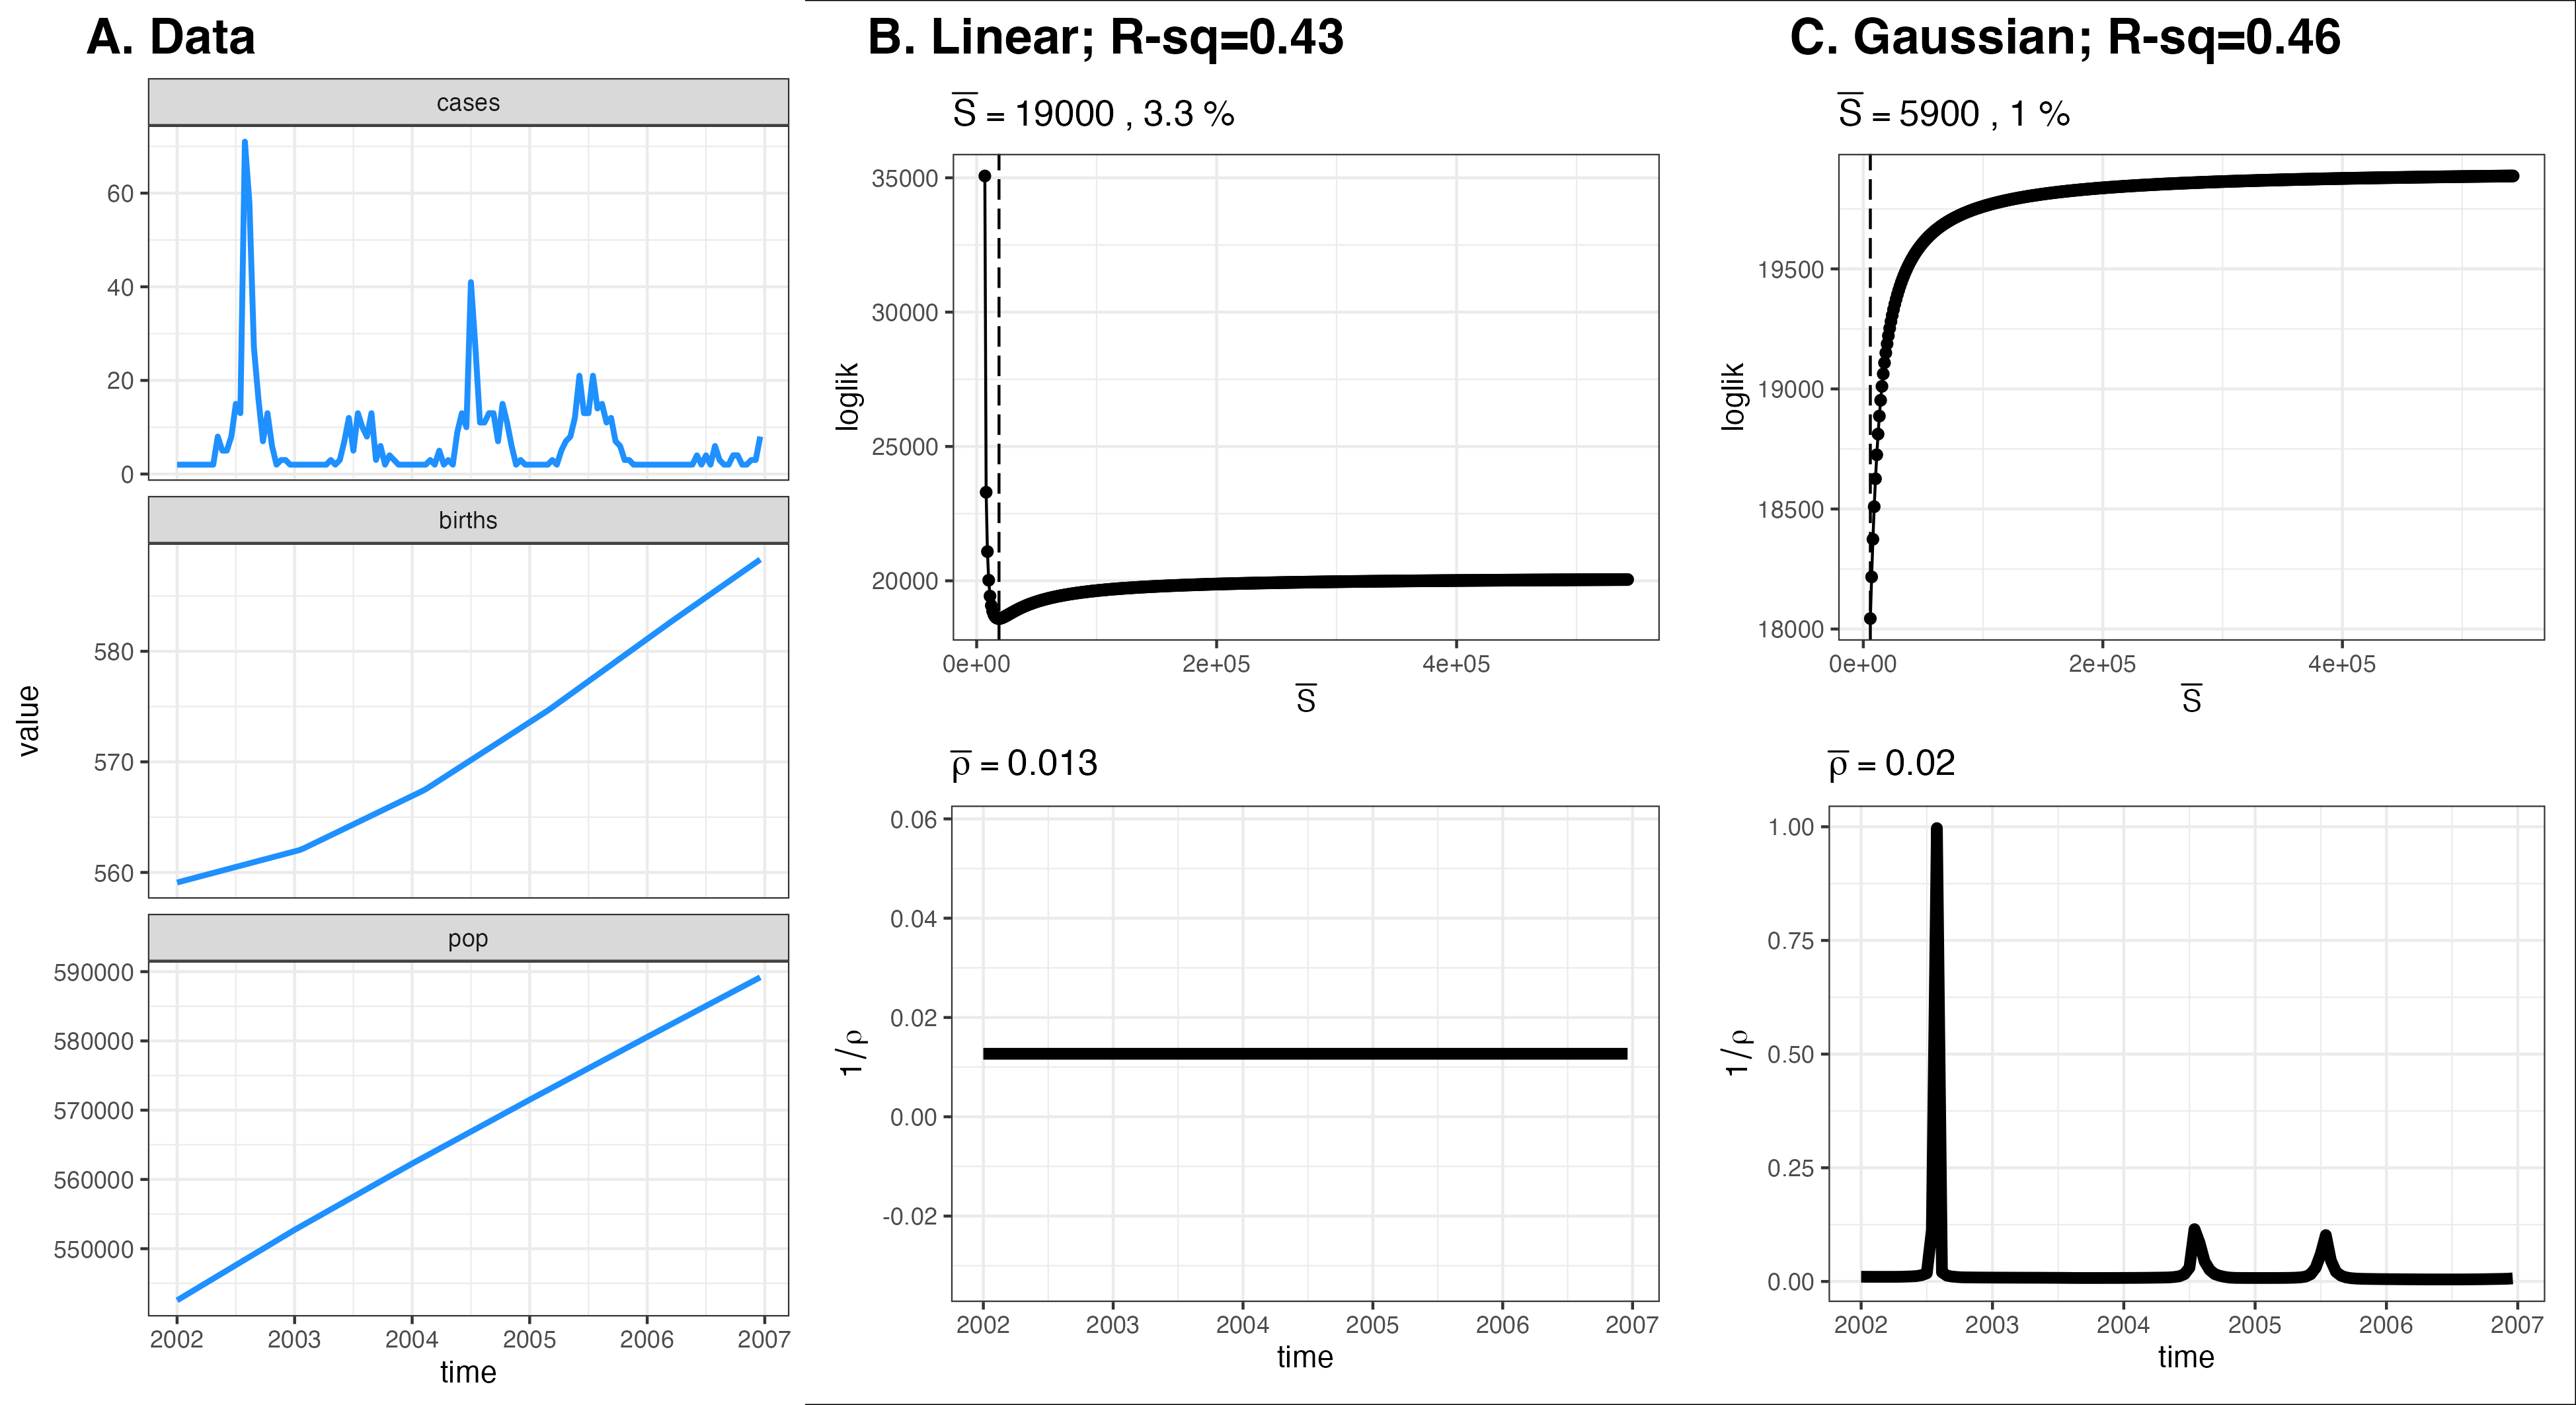 A. Data
cases
60
40
20
0
births
580
570
560
pop
590000
580000
570000
560000
550000
2002 2003 2004 2005 2006 2007
time
value
B. Linear; R-sq=0.43
S = 19000 , 3.3 %
35000
30000
25000
20000
loglik
0e+00 2e+05 4e+05
S
ρ = 0.013
0.06
0.04
0.02
0.00
-0.02
1/ρ
2002 2003 2004 2005 2006 2007
time
C. Gaussian; R-sq=0.46
S = 5900 , 1 %
19500
19000
18500
18000
loglik
0e+00 2e+05 4e+05
S
ρ = 0.02
1.00
0.75
0.50
0.25
0.00
1/ρ
2002 2003 2004 2005 2006 2007
time